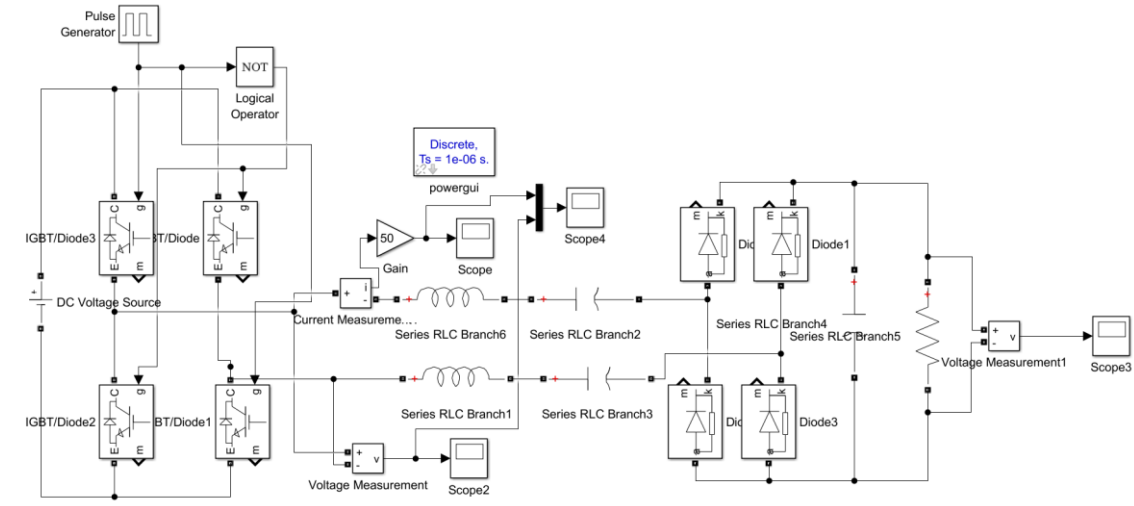 Pulse
Generator
NOT
Logical
Operator
Discrete,
Ts = 1e-06 s.
powergui
Scope4
50
Gain
Scope
C
g
E
m
IGBT/Diode3
C
g
E
m
BT/Diode
m
k
a
Dio
m
k
a
Diode1
+
DC Voltage Source
+
-
i
Current Measureme...
+
Series RLC Branch6
+
Series RLC Branch2
Series RLC Branch4
+
Series RLC Branch5
+
+
-
v
Voltage Measurement1
Scope3
C
g
E
m
IGBT/Diode2
C
g
E
m
BT/Diode1
+
Series RLC Branch1
+
Series RLC Branch3
m
k
a
Dio
m
k
a
Diode3
+
-
v
Voltage Measurement
Scope2